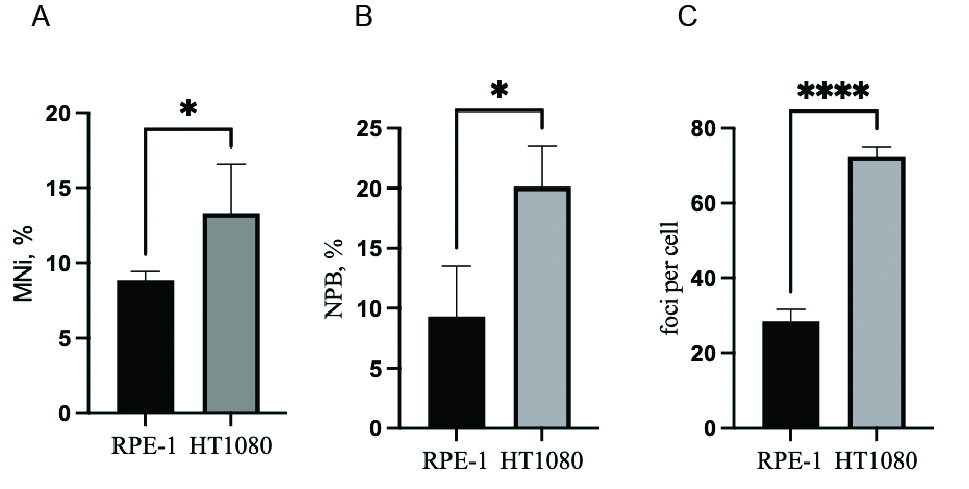 A
B
C
*
*
****
20
15
10
5
0
MNi, %
RPE-1 HT1080
25
20
15
10
5
0
NPB, %
RPE-1 HT1080
80
60
40
20
0
foci per cell
RPE-1 HT1080